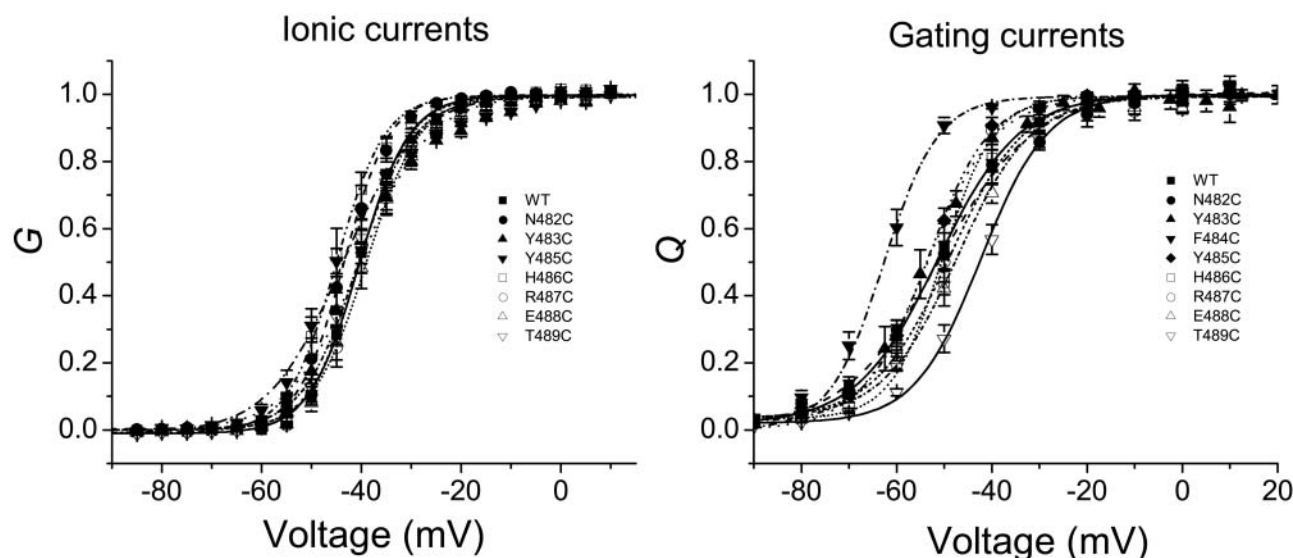 Ionic currents
G
1.0
0.8
0.6
0.4
0.2
0.0
WT
N482C
Y483C
Y485C
H486C
R487C
E488C
T489C
-80
-60
-40
-20
0
Voltage (mV)
Gating currents
Q
1.0
0.8
0.6
0.4
0.2
0.0
WT
N482C
Y483C
F484C
Y485C
H486C
R487C
E488C
T489C
-80
-60
-40
-20
0
20
Voltage (mV)